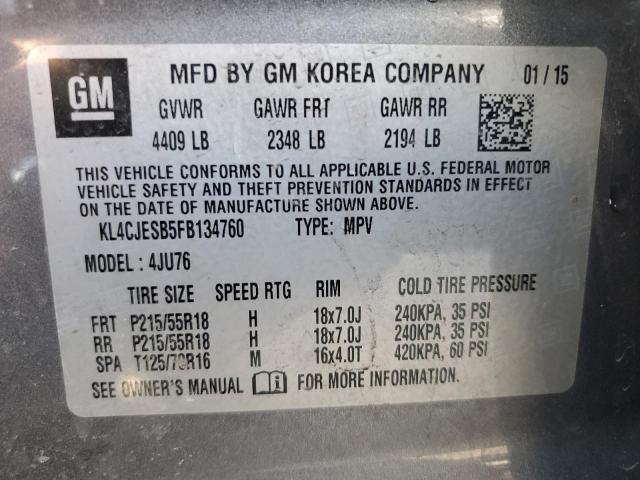 GM MFD BY GM KOREA COMPANY 01 / 15
GVWR GAWR FRT GAWR RR
4409 LB 2348 LB 2194 LB
THIS VEHICLE CONFORMS TO ALL APPLICABLE U.S. FEDERAL MOTOR
VEHICLE SAFETY AND THEFT PREVENTION STANDARDS IN EFFECT
ON THE DATE OF MANUFACTURE SHOWN ABOVE.
KL4CJESB5FB134760 TYPE: MPV
MODEL : 4JU76
TIRE SIZE SPEED RTG RIM COLD TIRE PRESSURE
FRT P215/55R18 H 18x7.0J 240KPA, 35 PSI
RR P215/55R18 H 18x7.0J 240KPA, 35 PSI
SPA T125/70R16 M 16x4.0T 420KPA, 60 PSI
SEE OWNER'S MANUAL FOR MORE INFORMATION.